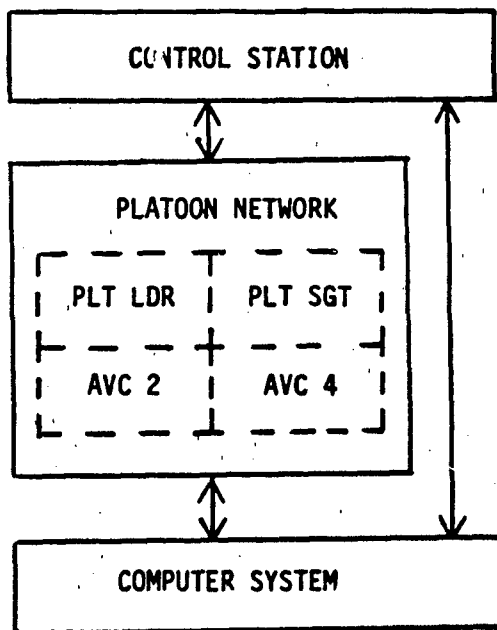 CONTROL STATION
PLATOON NETWORK
PLT LDR PLT SGT
AVC 2 AVC 4
COMPUTER SYSTEM